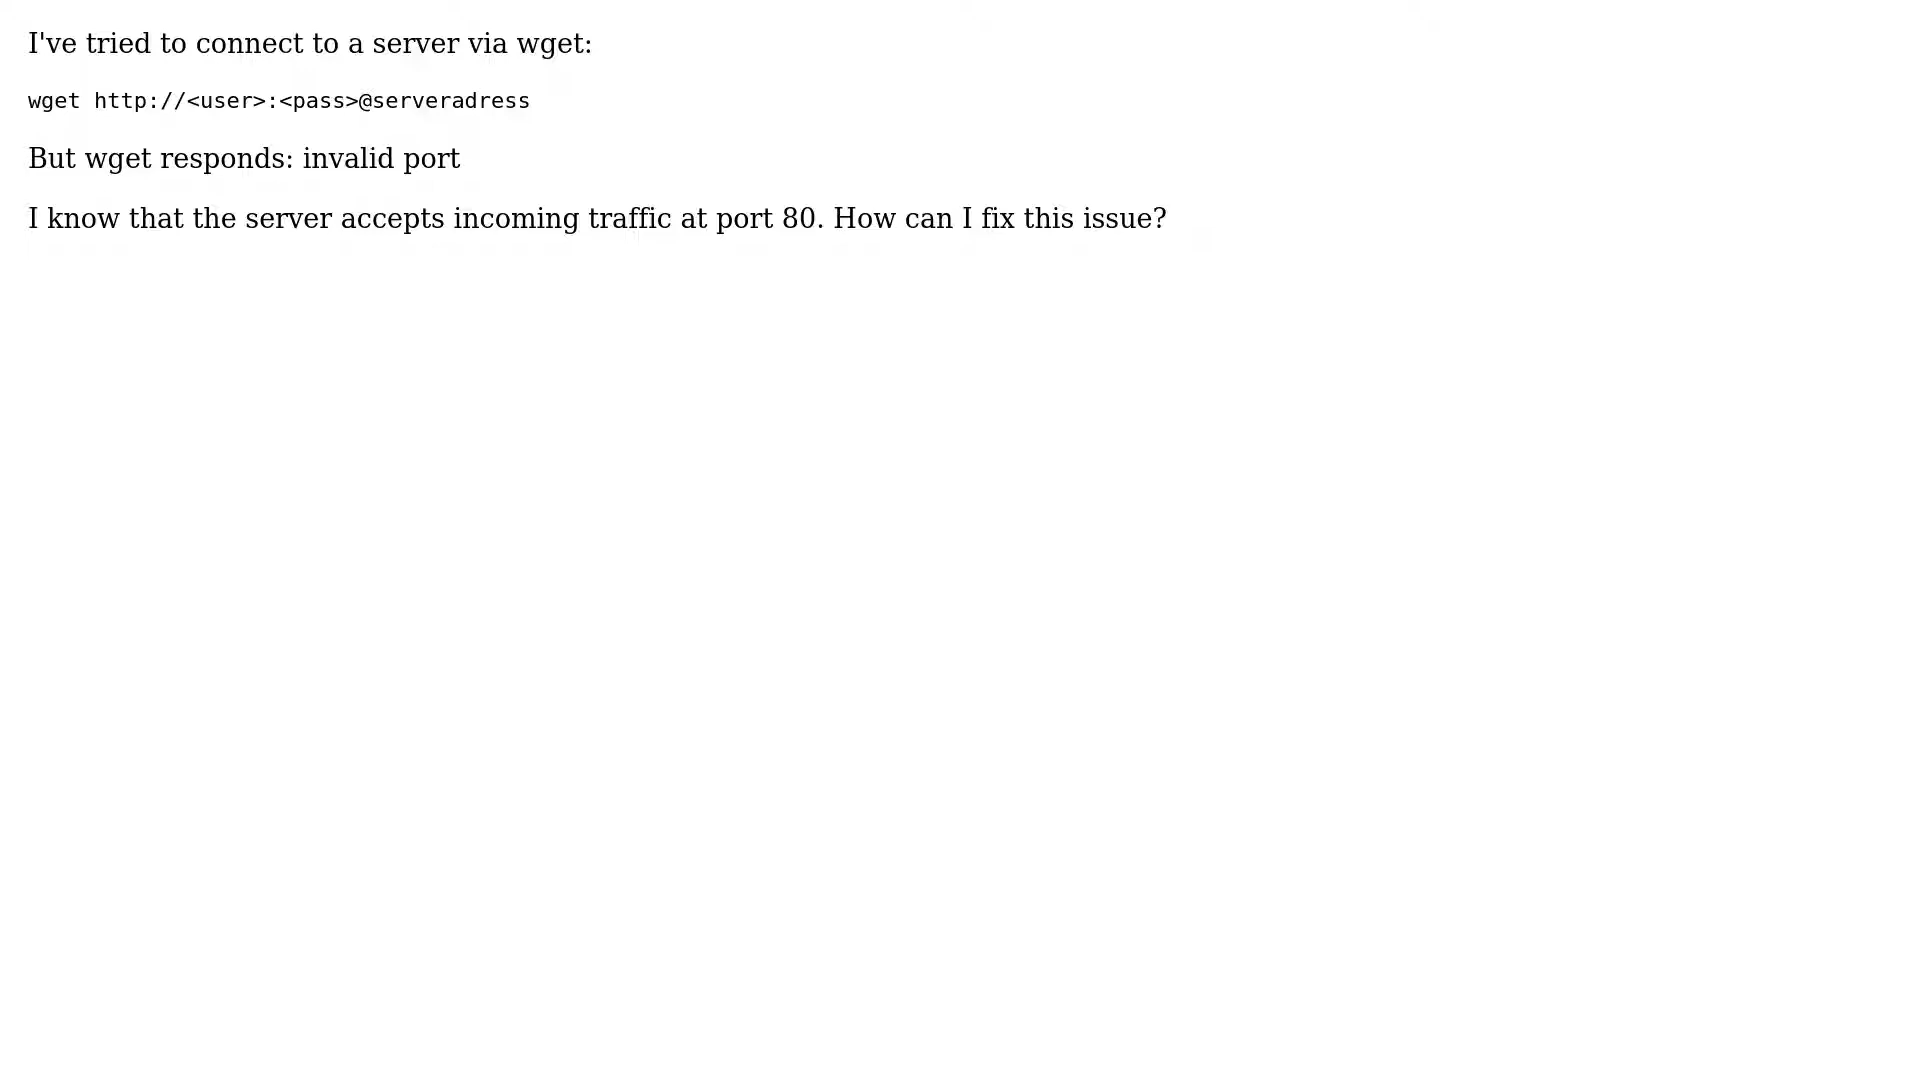 I've tried to connect to a server via wget:
wget http://<user>:<pass>@serveradress
But wget responds: invalid port
I know that the server accepts incoming traffic at port 80. How can I fix this issue?